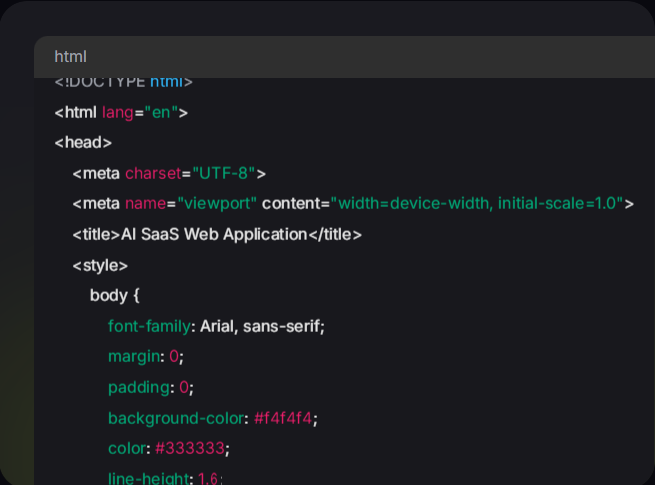 html
<!DOCTYPE html>
<html lang="en">
<head>
<meta charset="UTF-8">
<meta name="viewport" content="width=device-width, initial-scale=1.0">
<title>AI SaaS Web Application</title>
<style>
body {
font-family: Arial, sans-serif;
margin: 0;
padding: 0;
background-color: #f4f4f4;
color: #333333;
line-height: 1.6;